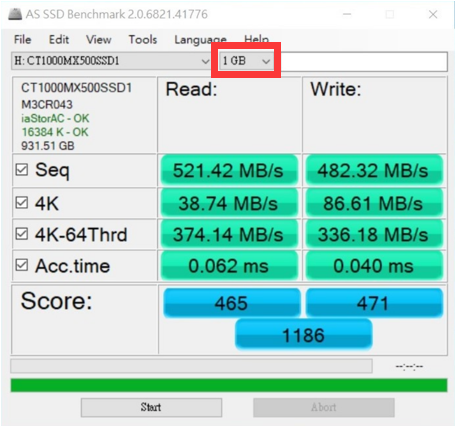 AS SSD Benchmark 2.0.6821.41776
File Edit View Tools Language Help
H: CT1000MX500SSD1 1 GB
CT1000MX500SSD1 Read: Write:
M3CR043
iaStorAC - OK
16384 K - OK
931.51 GB
Seq 521.42 MB/s 482.32 MB/s
4K 38.74 MB/s 86.61 MB/s
4K-64Thrd 374.14 MB/s 336.18 MB/s
Acc.time 0.062 ms 0.040 ms
Score: 465 471
1186
--:--:--
Start Abort